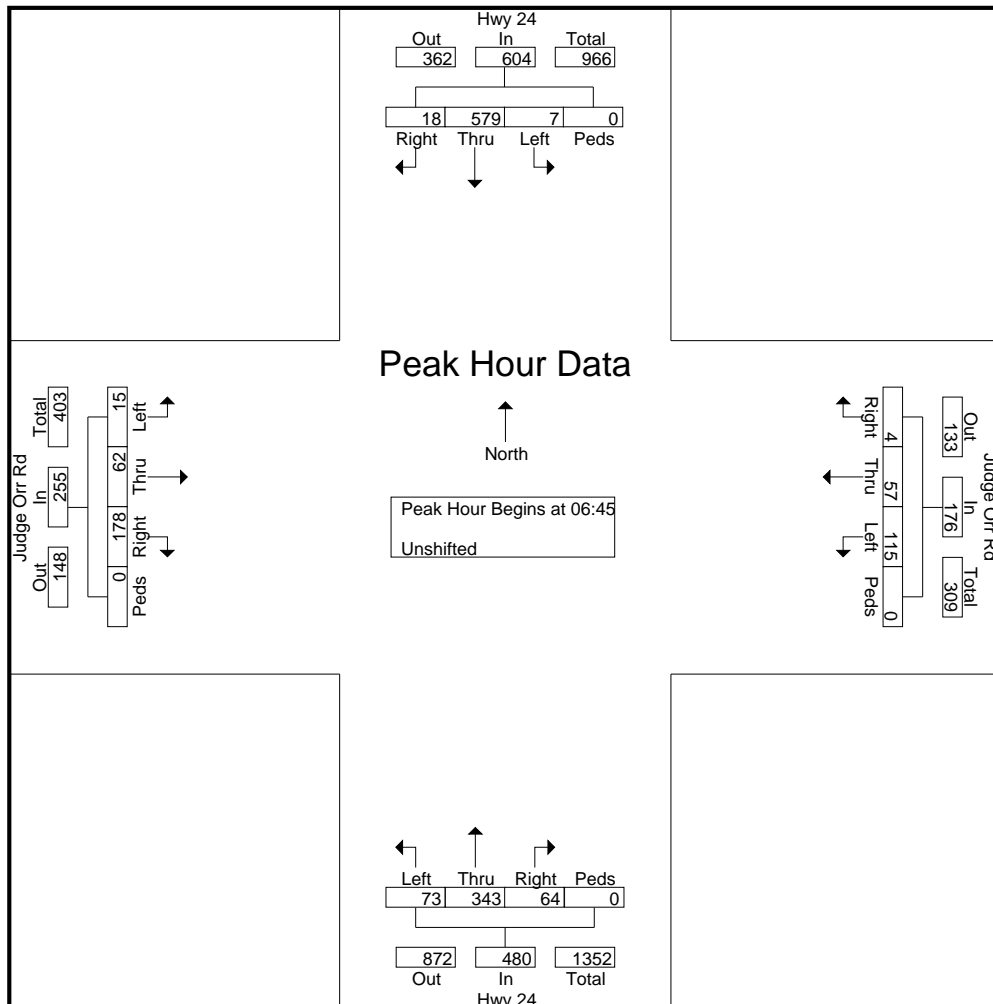 Hwy 24
Out In Total
362 604 966
18 579 7 0
Right Thru Left Peds
Peak Hour Data
North
Peak Hour Begins at 06:45
Unshifted
Judge Orr Rd
Out In Total
148 255 403
15 62 178 0
Left Thru Right Peds
Judge Orr Rd
Out In Total
133 176 309
4 57 115 0
Right Thru Left Peds
Left Thru Right Peds
73 343 64 0
872 480 1352
Out In Total
Hwy 24